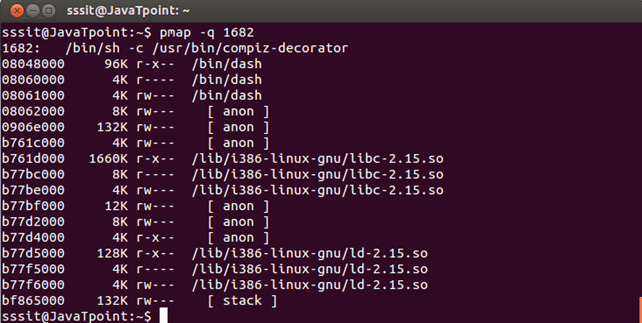 sssit@JavaTpoint: ~
sssit@JavaTpoint:~$ pmap -q 1682
1682:   /bin/sh -c /usr/bin/compiz-decorator
08048000     96K r-x--  /bin/dash
08060000      4K r----  /bin/dash
08061000      4K rw---  /bin/dash
08062000      8K rw---    [ anon ]
0906e000    132K rw---    [ anon ]
b761c000      4K rw---    [ anon ]
b761d000   1660K r-x--  /lib/i386-linux-gnu/libc-2.15.so
b77bc000      8K r----  /lib/i386-linux-gnu/libc-2.15.so
b77be000      4K rw---  /lib/i386-linux-gnu/libc-2.15.so
b77bf000     12K rw---    [ anon ]
b77d2000      8K rw---    [ anon ]
b77d4000      4K r-x--    [ anon ]
b77d5000    128K r-x--  /lib/i386-linux-gnu/ld-2.15.so
b77f5000      4K r----  /lib/i386-linux-gnu/ld-2.15.so
b77f6000      4K rw---  /lib/i386-linux-gnu/ld-2.15.so
bf865000    132K rw---    [ stack ]
sssit@JavaTpoint:~$